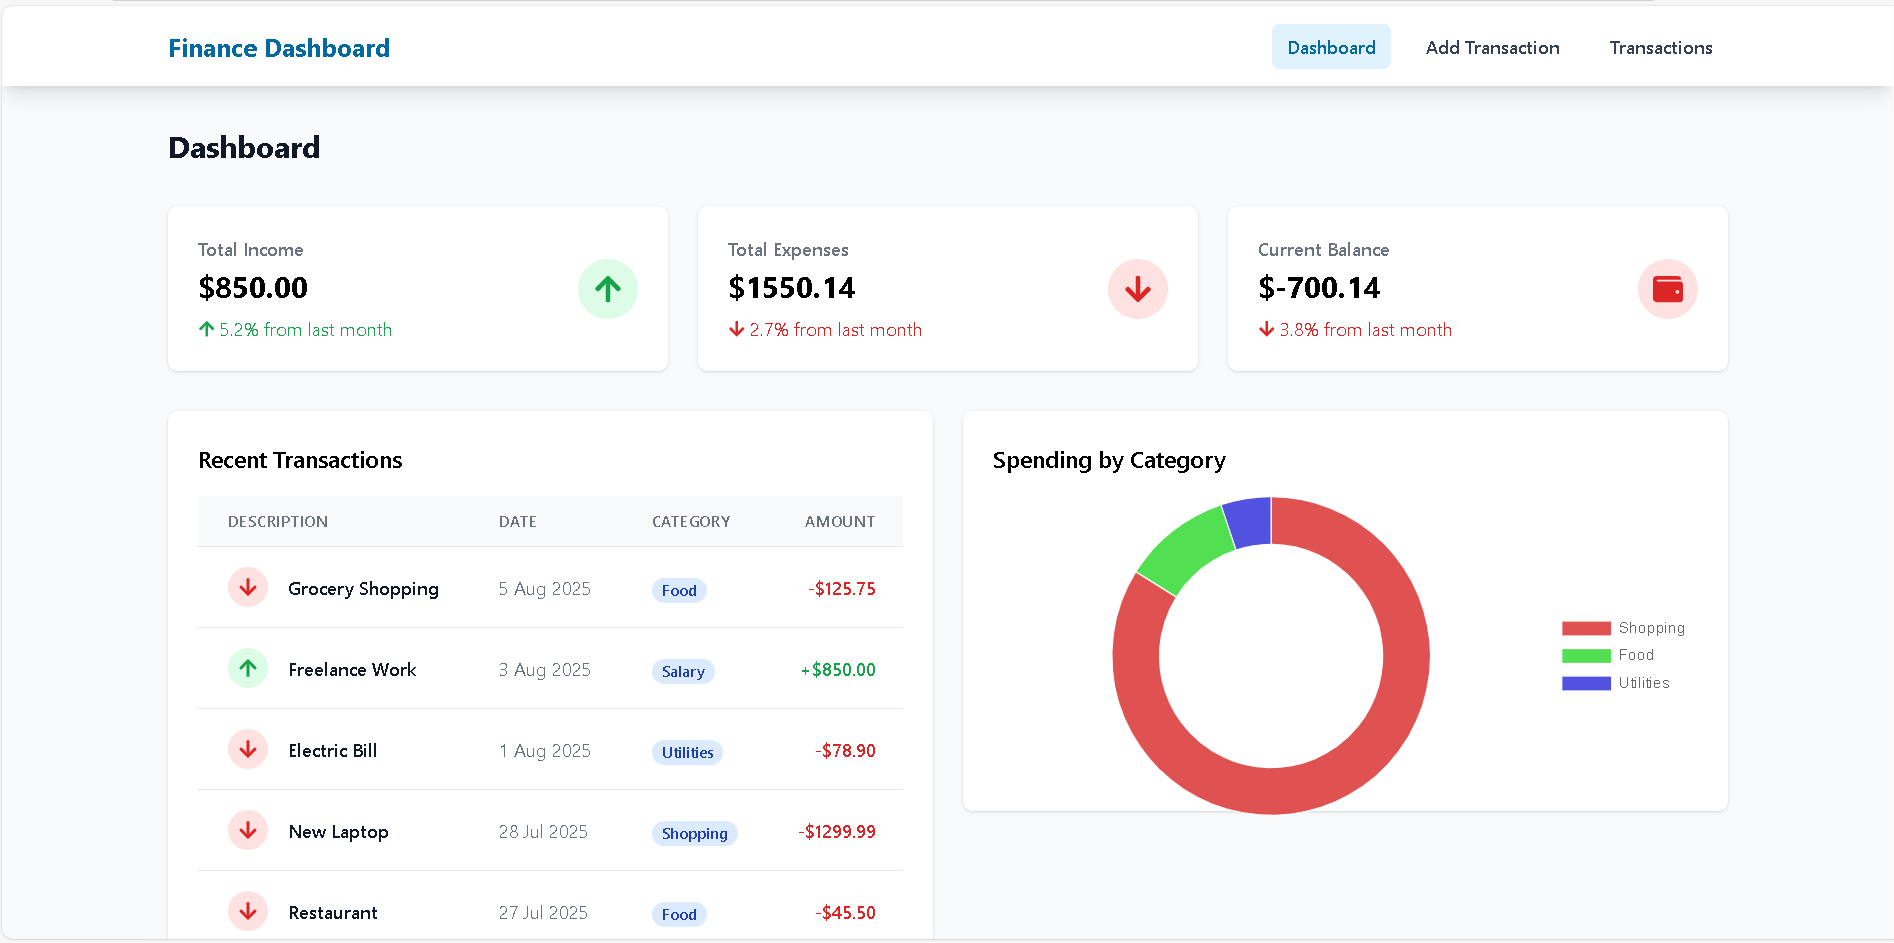 Finance Dashboard
Dashboard Add Transaction Transactions
Dashboard
Total Income
$850.00
5.2% from last month
Total Expenses
$1550.14
2.7% from last month
Current Balance
$-700.14
3.8% from last month
Recent Transactions
DESCRIPTION DATE CATEGORY AMOUNT
Grocery Shopping 5 Aug 2025 Food -$125.75
Freelance Work 3 Aug 2025 Salary +$850.00
Electric Bill 1 Aug 2025 Utilities -$78.90
New Laptop 28 Jul 2025 Shopping -$1299.99
Restaurant 27 Jul 2025 Food -$45.50
Spending by Category
Shopping
Food
Utilities